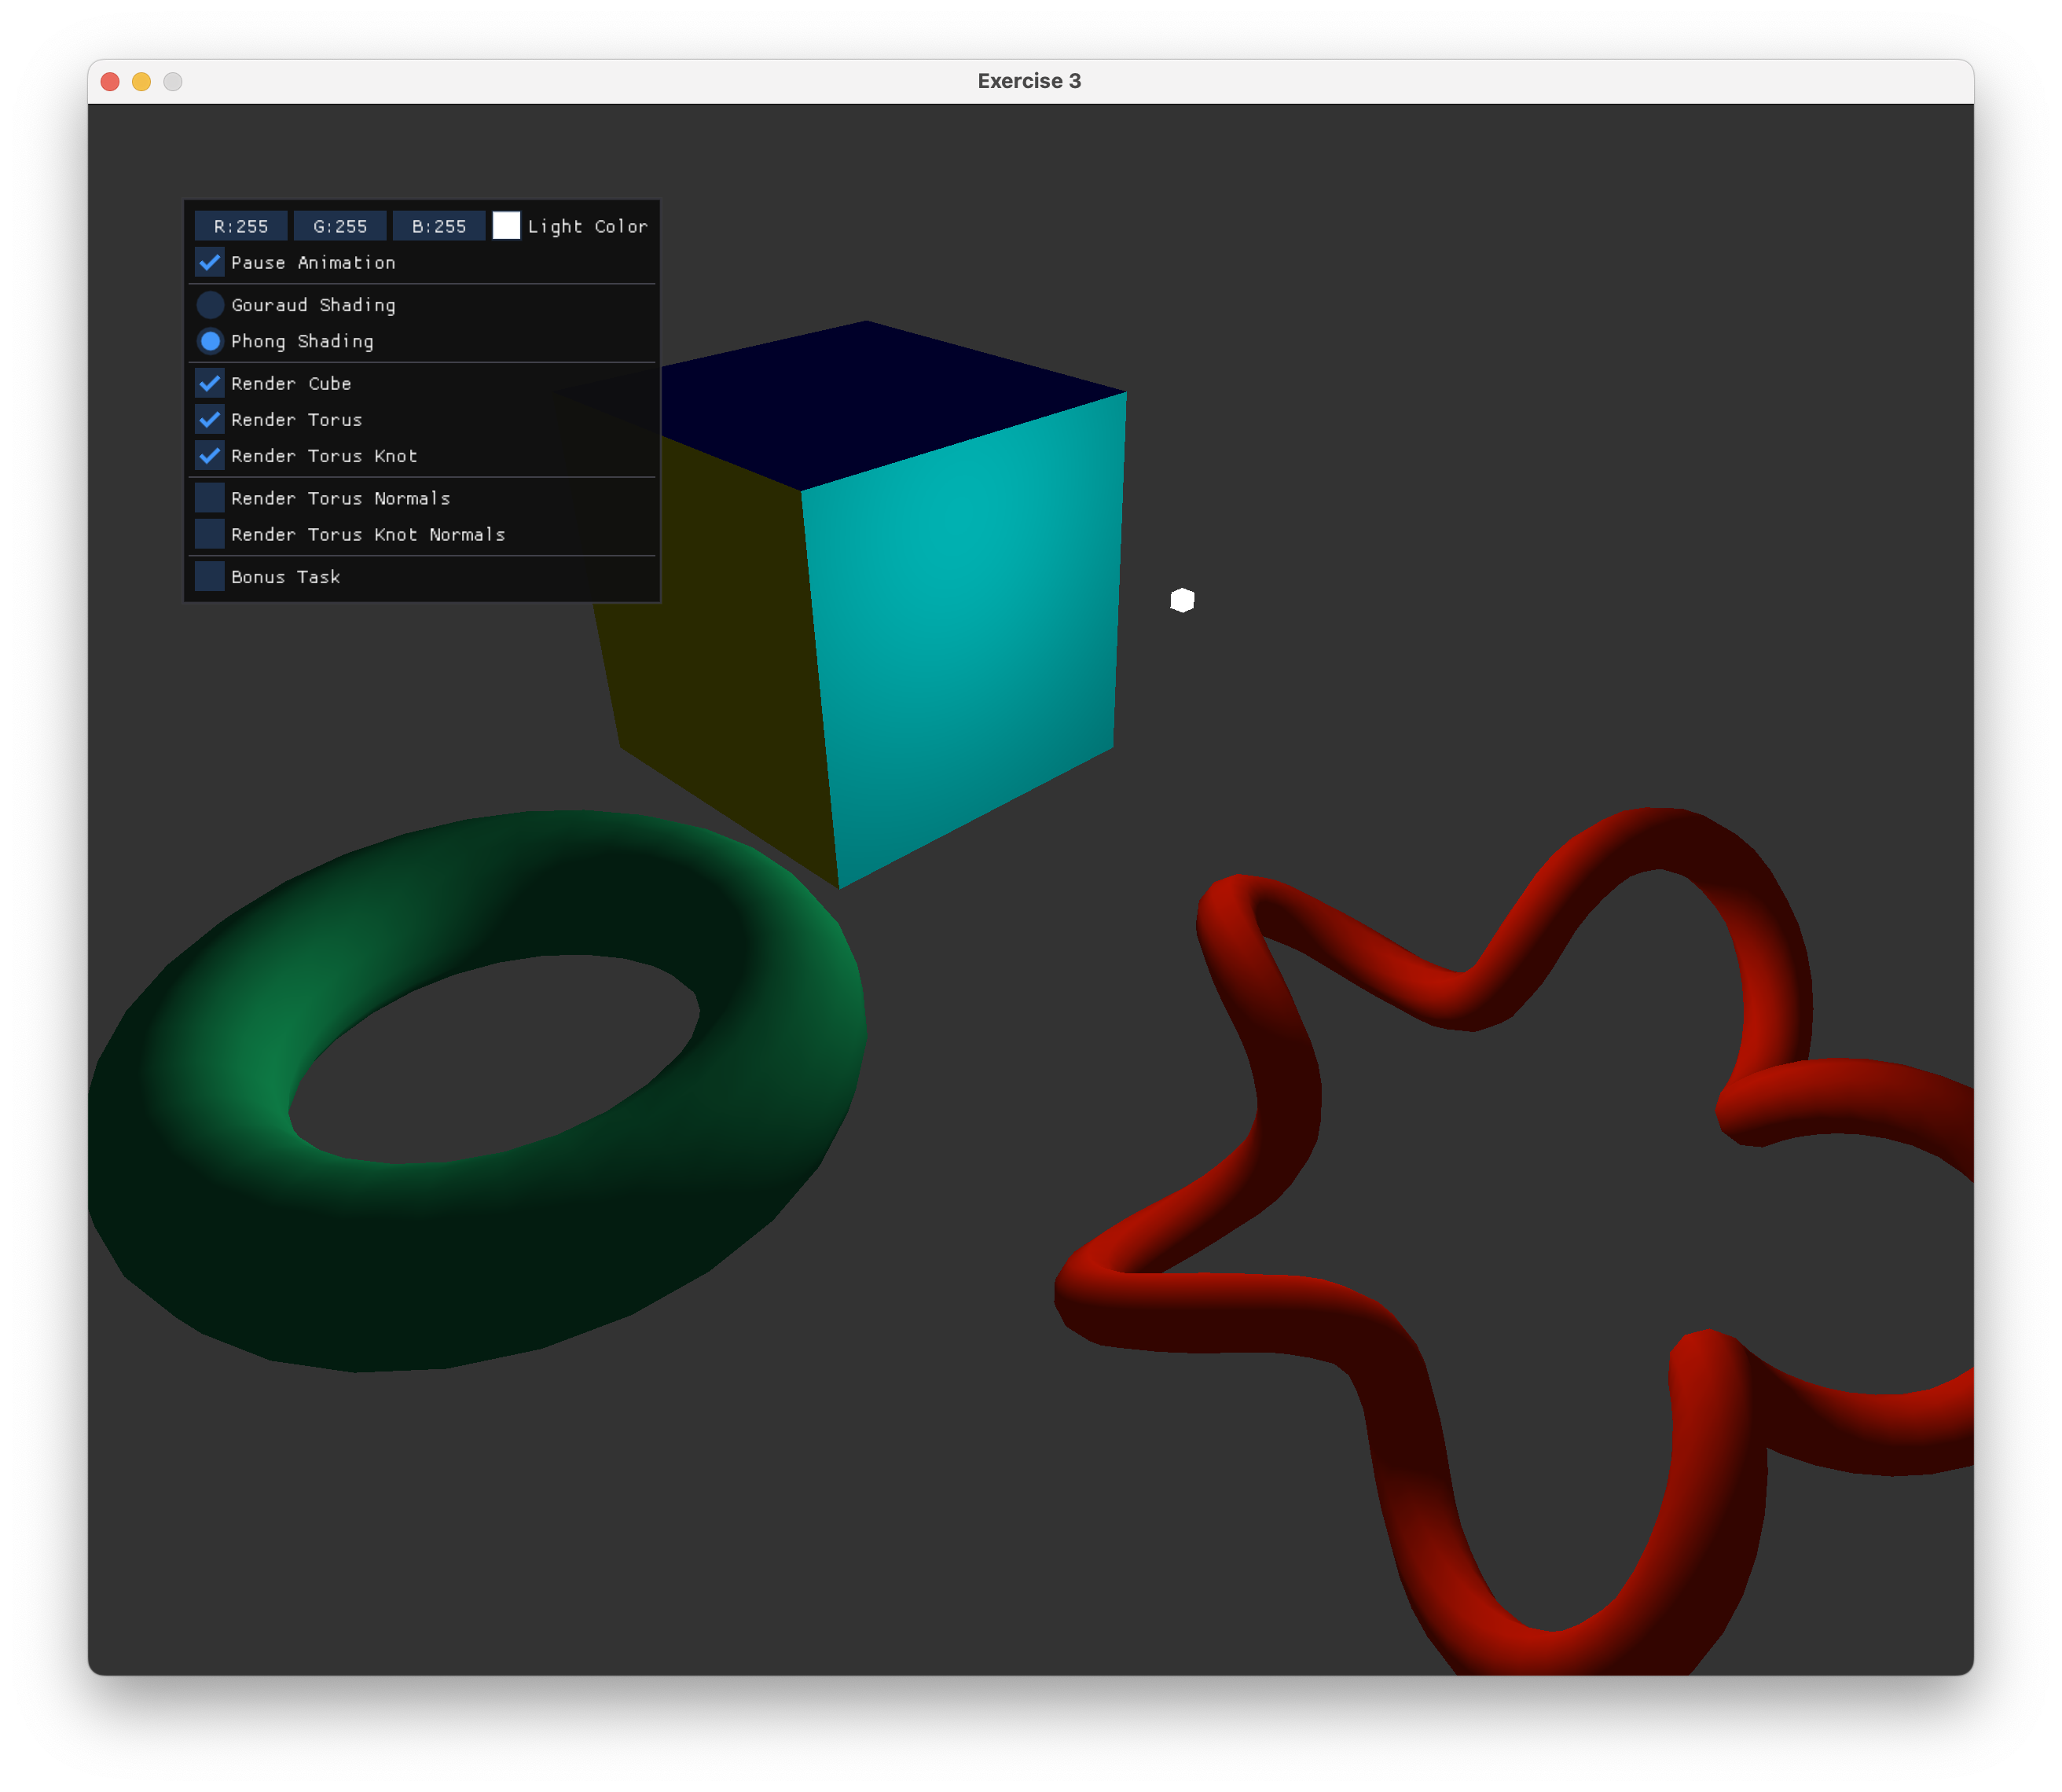 Exercise 3
R:255 G:255 B:255 Light Color
Pause Animation
Gouraud Shading
Phong Shading
Render Cube
Render Torus
Render Torus Knot
Render Torus Normals
Render Torus Knot Normals
Bonus Task